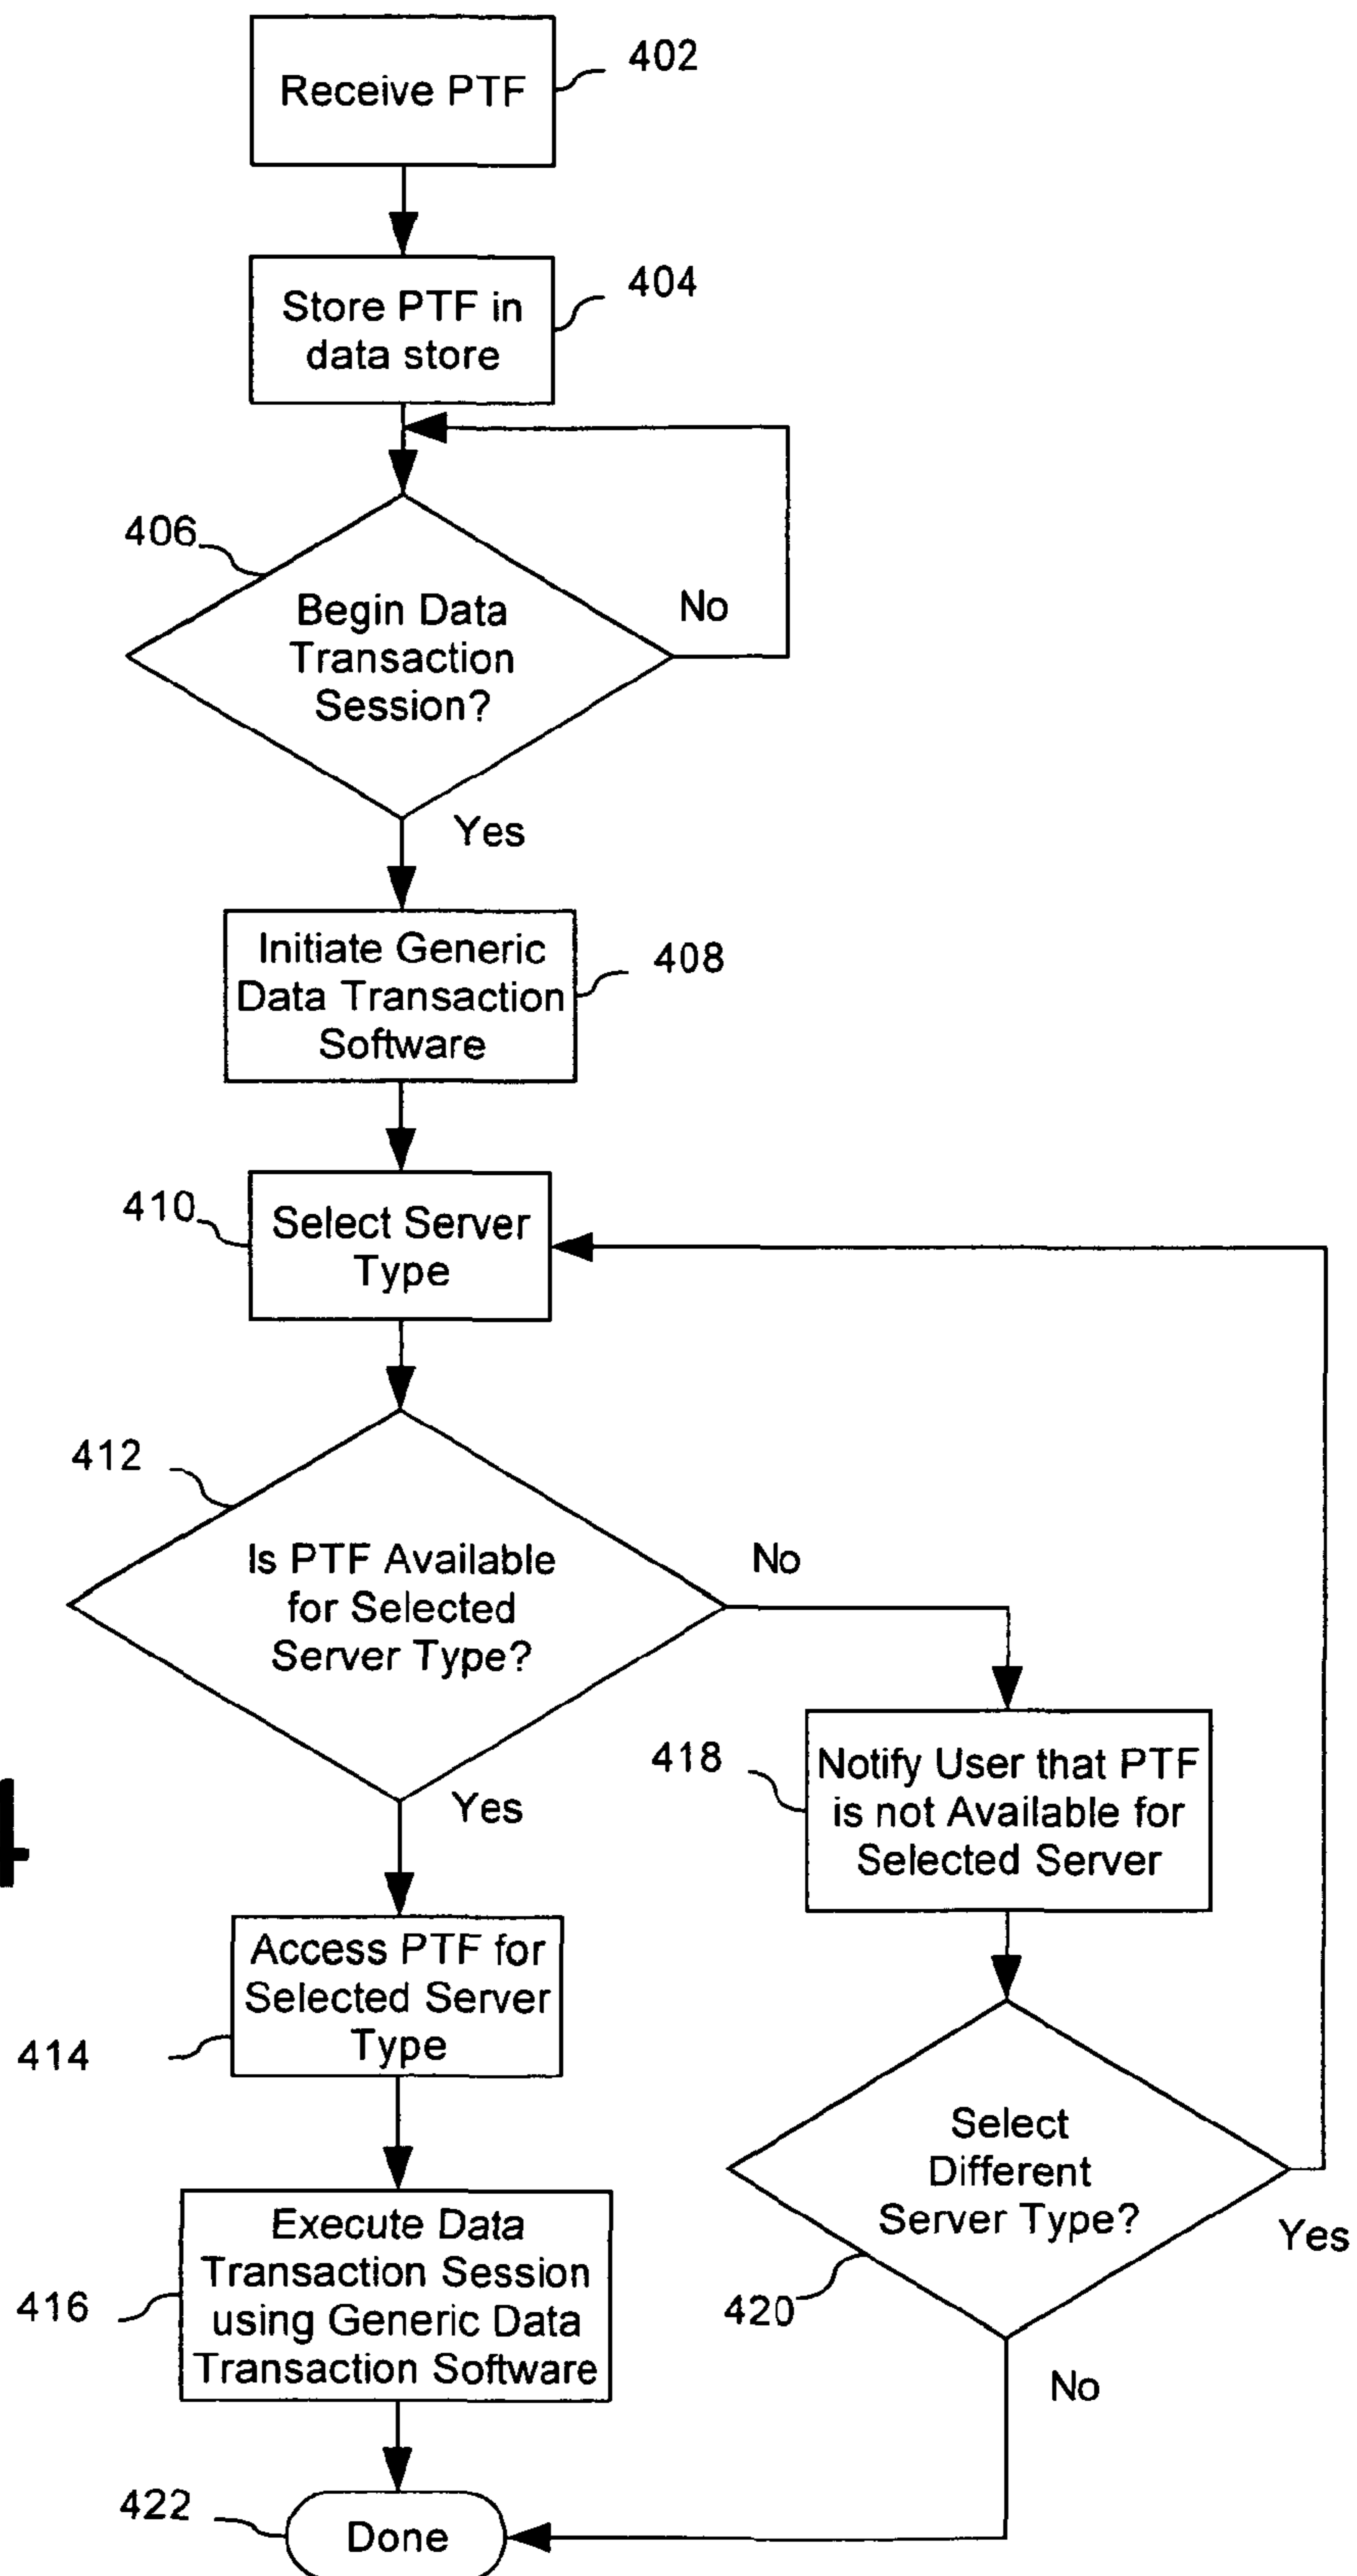 Receive PTF
402
Store PTF in
data store
404
406
Begin Data
Transaction
Session?
No
Yes
Initiate Generic
Data Transaction
Software
408
410
Select Server
Type
412
Is PTF Available
for Selected
Server Type?
No
Yes
418
Notify User that PTF
is not Available for
Selected Server
Access PTF for
Selected Server
Type
414
Select
Different
Server Type?
Yes
420
No
Execute Data
Transaction Session
using Generic Data
Transaction Software
416
422
Done